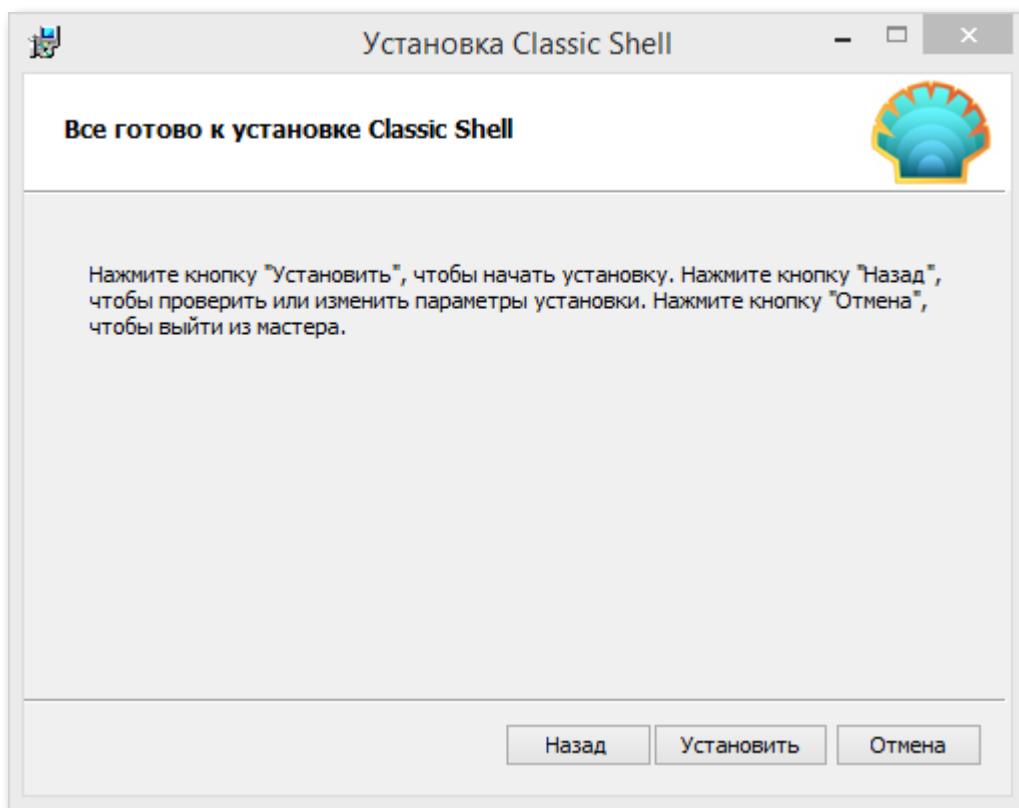 Установка Classic Shell
Все готово к установке Classic Shell
Нажмите кнопку "Установить", чтобы начать установку. Нажмите кнопку "Назад",
чтобы проверить или изменить параметры установки. Нажмите кнопку "Отмена",
чтобы выйти из мастера.
Назад Установить Отмена